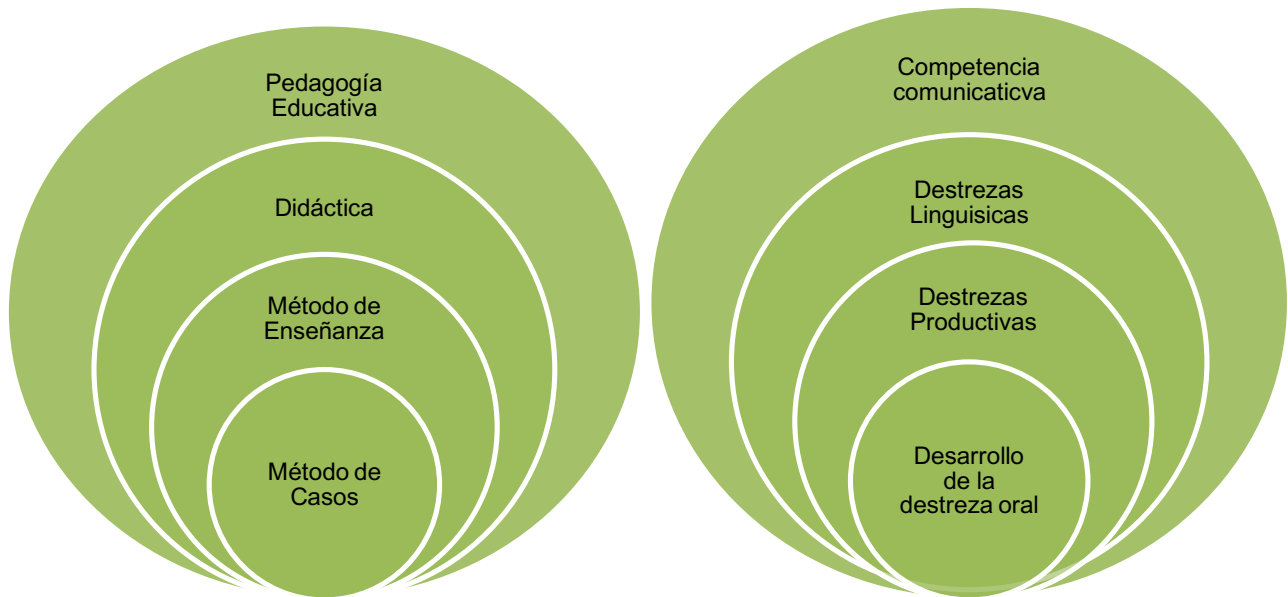 Pedagogía
Educativa
Didáctica
Método de
Enseñanza
Método de
Casos
Competencia
comunicaticva
Destrezas
Linguisicas
Destrezas
Productivas
Desarrollo
de la
destreza oral